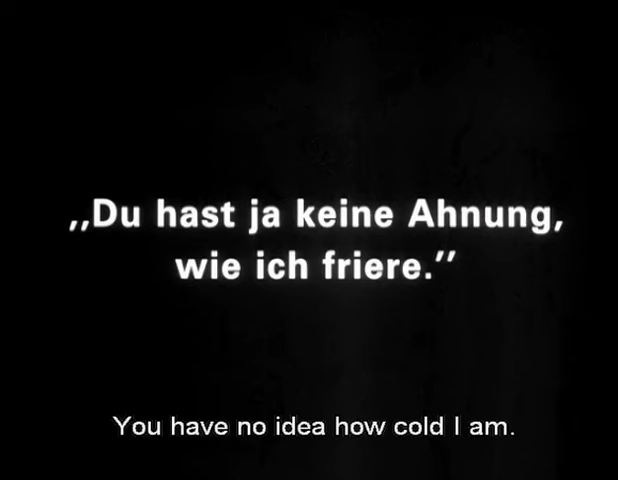 ,,Du hast ja keine Ahnung,
wie ich friere.”
You have no idea how cold I am.